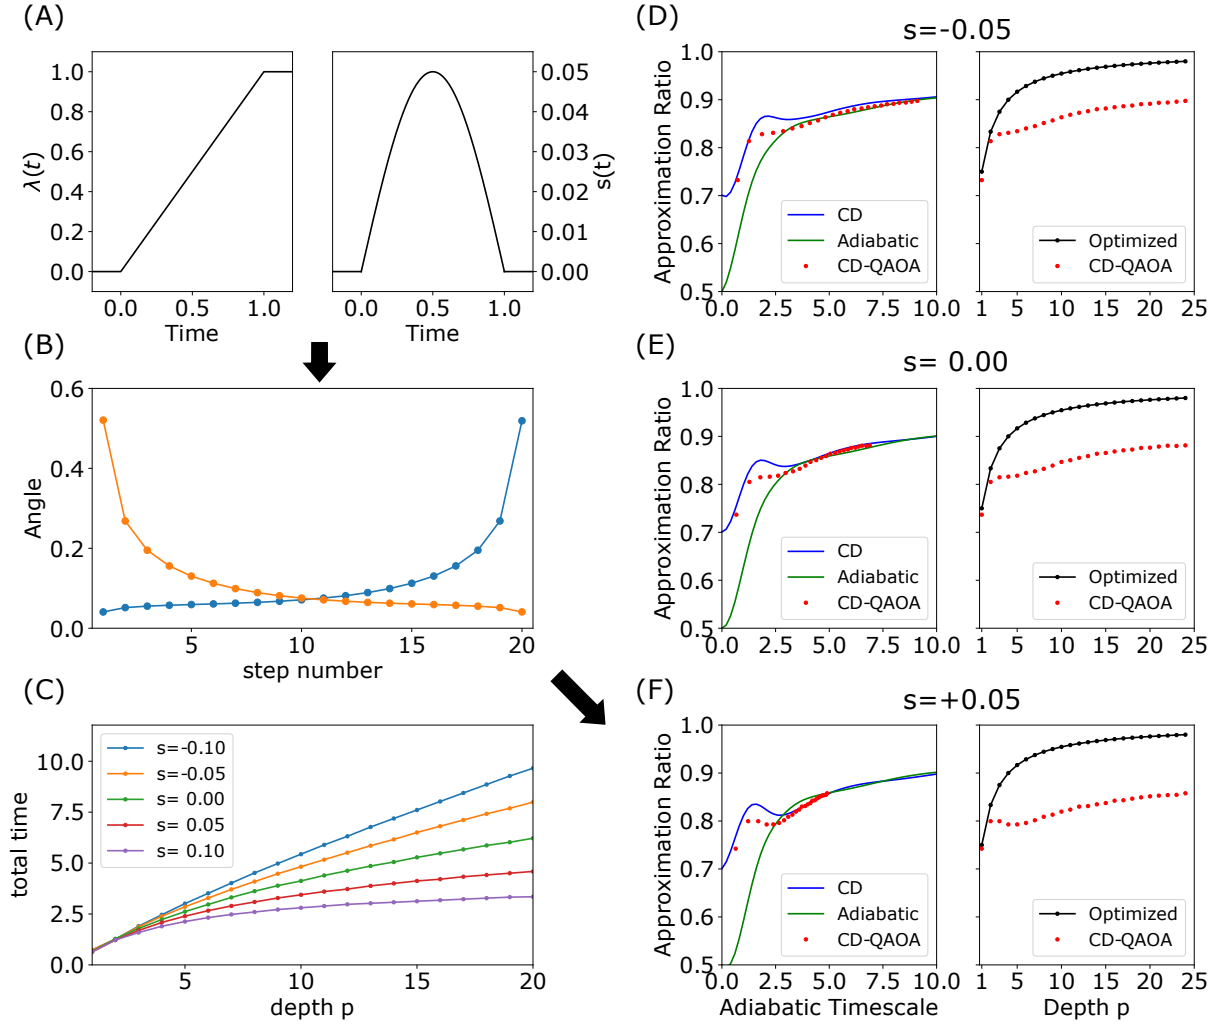 (A)
1.0
0.8
0.6
0.4
0.2
0.0
λ(t)
0.0 0.5 1.0
Time
0.05
0.04
0.03
0.02
0.01
0.00
s(t)
0.0 0.5 1.0
Time
(B)
0.6
0.4
0.2
0.0
Angle
5 10 15 20
step number
(C)
10.0
7.5
5.0
2.5
0.0
total time
s=-0.10
s=-0.05
s= 0.00
s= 0.05
s= 0.10
5 10 15 20
depth p
(D)
s=-0.05
1.0
0.9
0.8
0.7
0.6
0.5
Approximation Ratio
CD
Adiabatic
CD-QAOA
0.0 2.5 5.0 7.5 10.0
Optimized
CD-QAOA
1 5 10 15 20 25
(E)
s= 0.00
1.0
0.9
0.8
0.7
0.6
0.5
Approximation Ratio
CD
Adiabatic
CD-QAOA
0.0 2.5 5.0 7.5 10.0
Optimized
CD-QAOA
1 5 10 15 20 25
(F)
s=+0.05
1.0
0.9
0.8
0.7
0.6
0.5
Approximation Ratio
CD
Adiabatic
CD-QAOA
0.0 2.5 5.0 7.5 10.0
Adiabatic Timescale
Optimized
CD-QAOA
1 5 10 15 20 25
Depth p